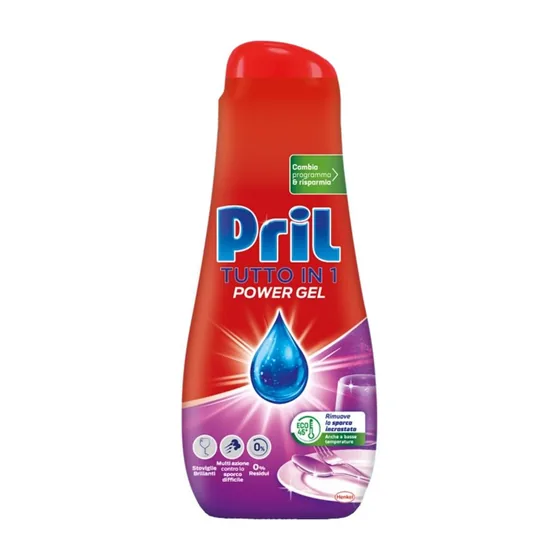 Cambia
programma
& risparmia
Pril
TUTTO IN 1
POWER GEL
ECO
45°
Rimuove
lo sporco
incrostato
Anche a basse
temperature
0%
Stoviglie
Brillanti
Multi azione
contro lo
sporco
difficile
0%
Residui
Henkel